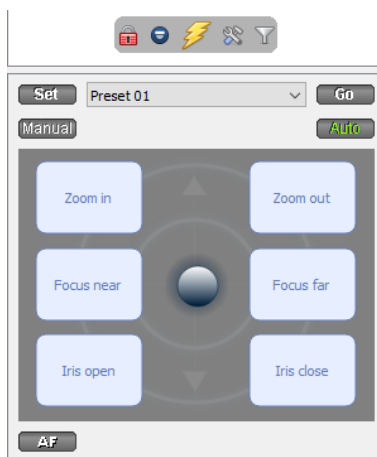 Set Preset 01 Go
Manual Auto
Zoom in Zoom out
Focus near Focus far
Iris open Iris close
AF